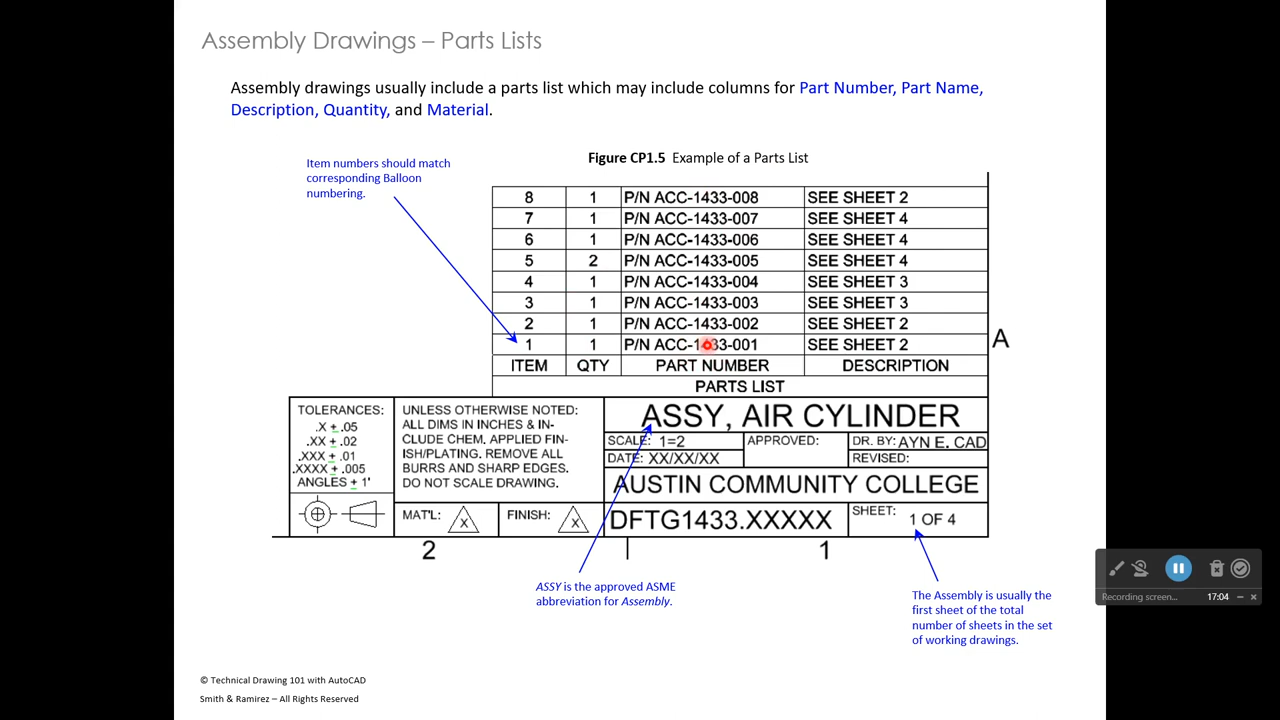 Assembly Drawings – Parts Lists
Assembly drawings usually include a parts list which may include columns for Part Number, Part Name,
Description, Quantity, and Material.
Item numbers should match
corresponding Balloon
numbering.
Figure CP1.5 Example of a Parts List
8 1 P/N ACC-1433-008 SEE SHEET 2
7 1 P/N ACC-1433-007 SEE SHEET 4
6 1 P/N ACC-1433-006 SEE SHEET 4
5 2 P/N ACC-1433-005 SEE SHEET 4
4 1 P/N ACC-1433-004 SEE SHEET 3
3 1 P/N ACC-1433-003 SEE SHEET 3
2 1 P/N ACC-1433-002 SEE SHEET 2
1 1 P/N ACC-1433-001 SEE SHEET 2
A
ITEM QTY PART NUMBER DESCRIPTION
PARTS LIST
TOLERANCES:
.X ± .05
.XX ± .02
.XXX ± .01
.XXXX ± .005
ANGLES ± 1'
UNLESS OTHERWISE NOTED:
ALL DIMS IN INCHES & IN-
CLUDE CHEM. APPLIED FIN-
ISH/PLATING. REMOVE ALL
BURRS AND SHARP EDGES.
DO NOT SCALE DRAWING.
MAT'L: X
FINISH: X
ASSY, AIR CYLINDER
SCALE: 1=2 APPROVED: DR. BY: AYN E. CAD
DATE: XX/XX/XX REVISED:
AUSTIN COMMUNITY COLLEGE
DFTG1433.XXXXX SHEET: 1 OF 4
2 1
ASSY is the approved ASME
abbreviation for Assembly.
The Assembly is usually the
first sheet of the total
number of sheets in the set
of working drawings.
Recording screen... 17:04
© Technical Drawing 101 with AutoCAD
Smith & Ramirez – All Rights Reserved